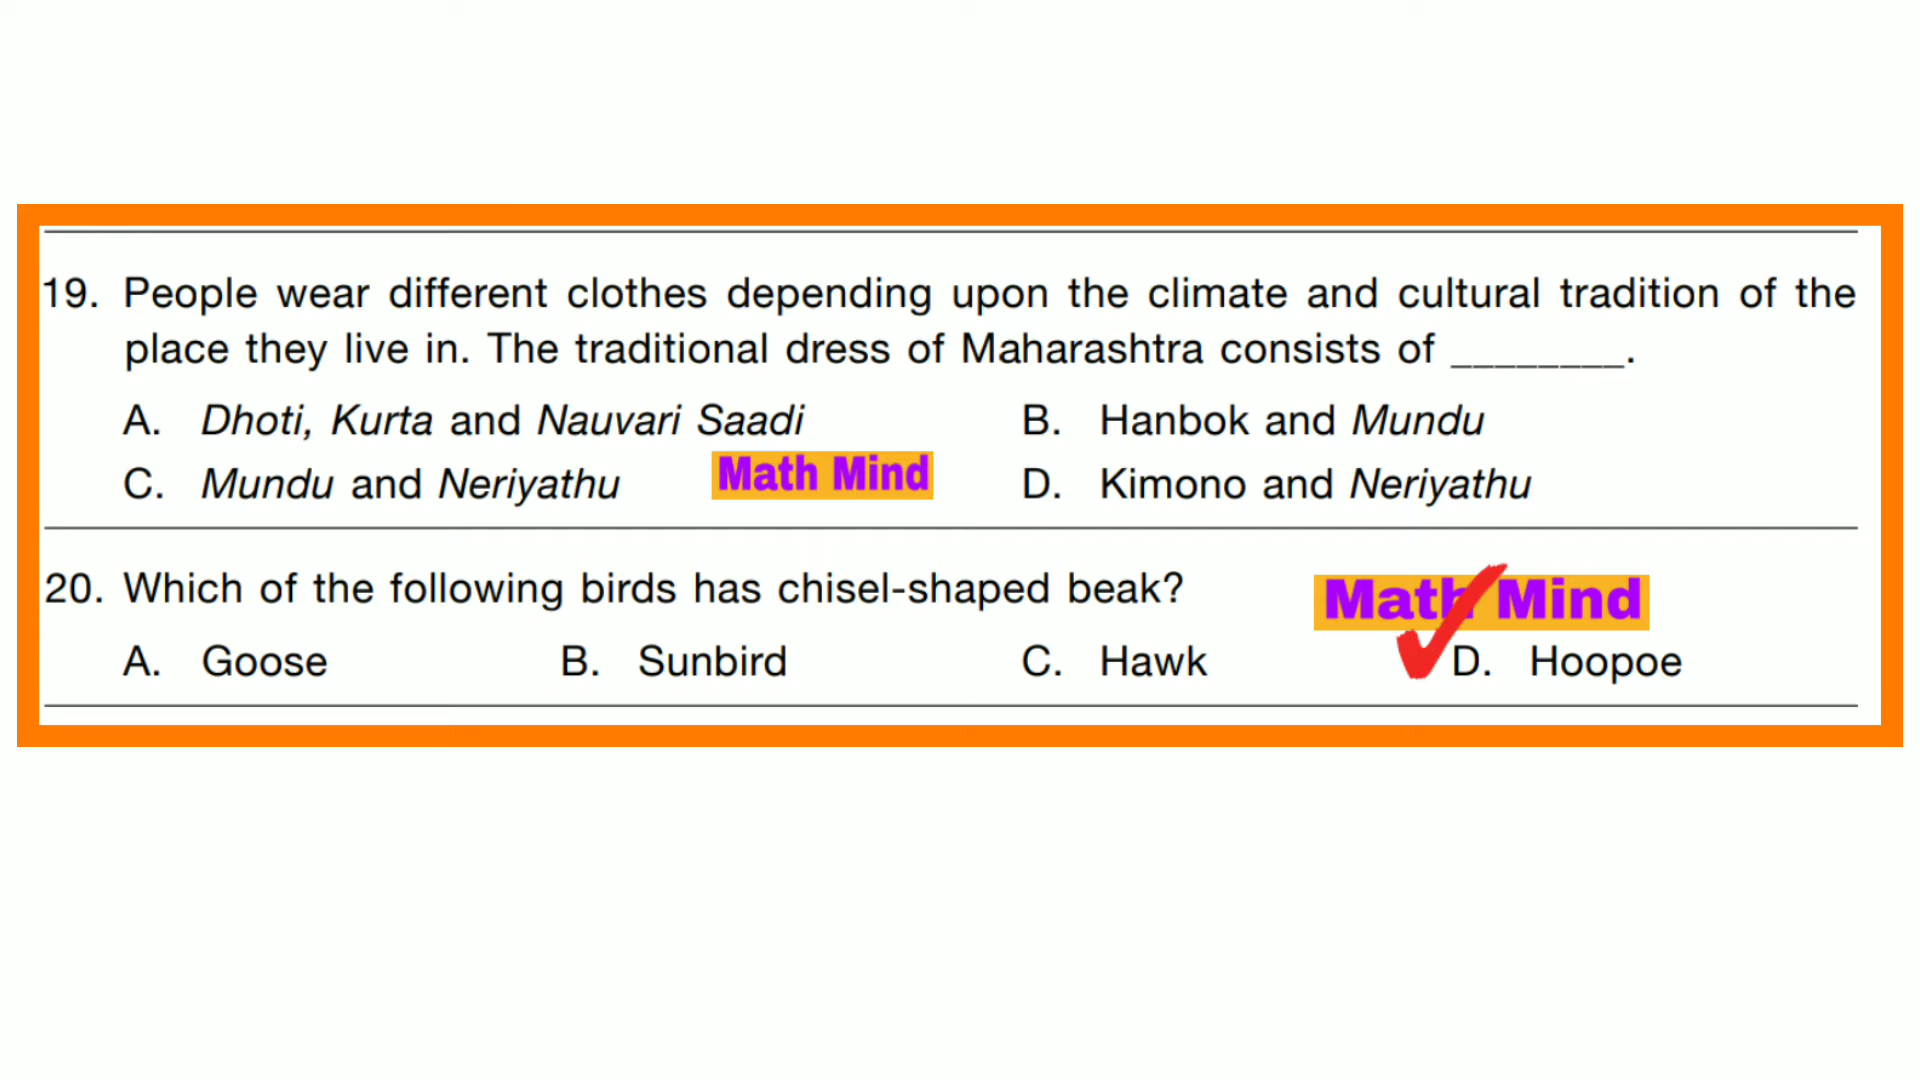 19. People wear different clothes depending upon the climate and cultural tradition of the
place they live in. The traditional dress of Maharashtra consists of ________.
A. Dhoti, Kurta and Nauvari Saadi B. Hanbok and Mundu
C. Mundu and Neriyathu Math Mind D. Kimono and Neriyathu
20. Which of the following birds has chisel-shaped beak? Math Mind
A. Goose B. Sunbird C. Hawk D. Hoopoe